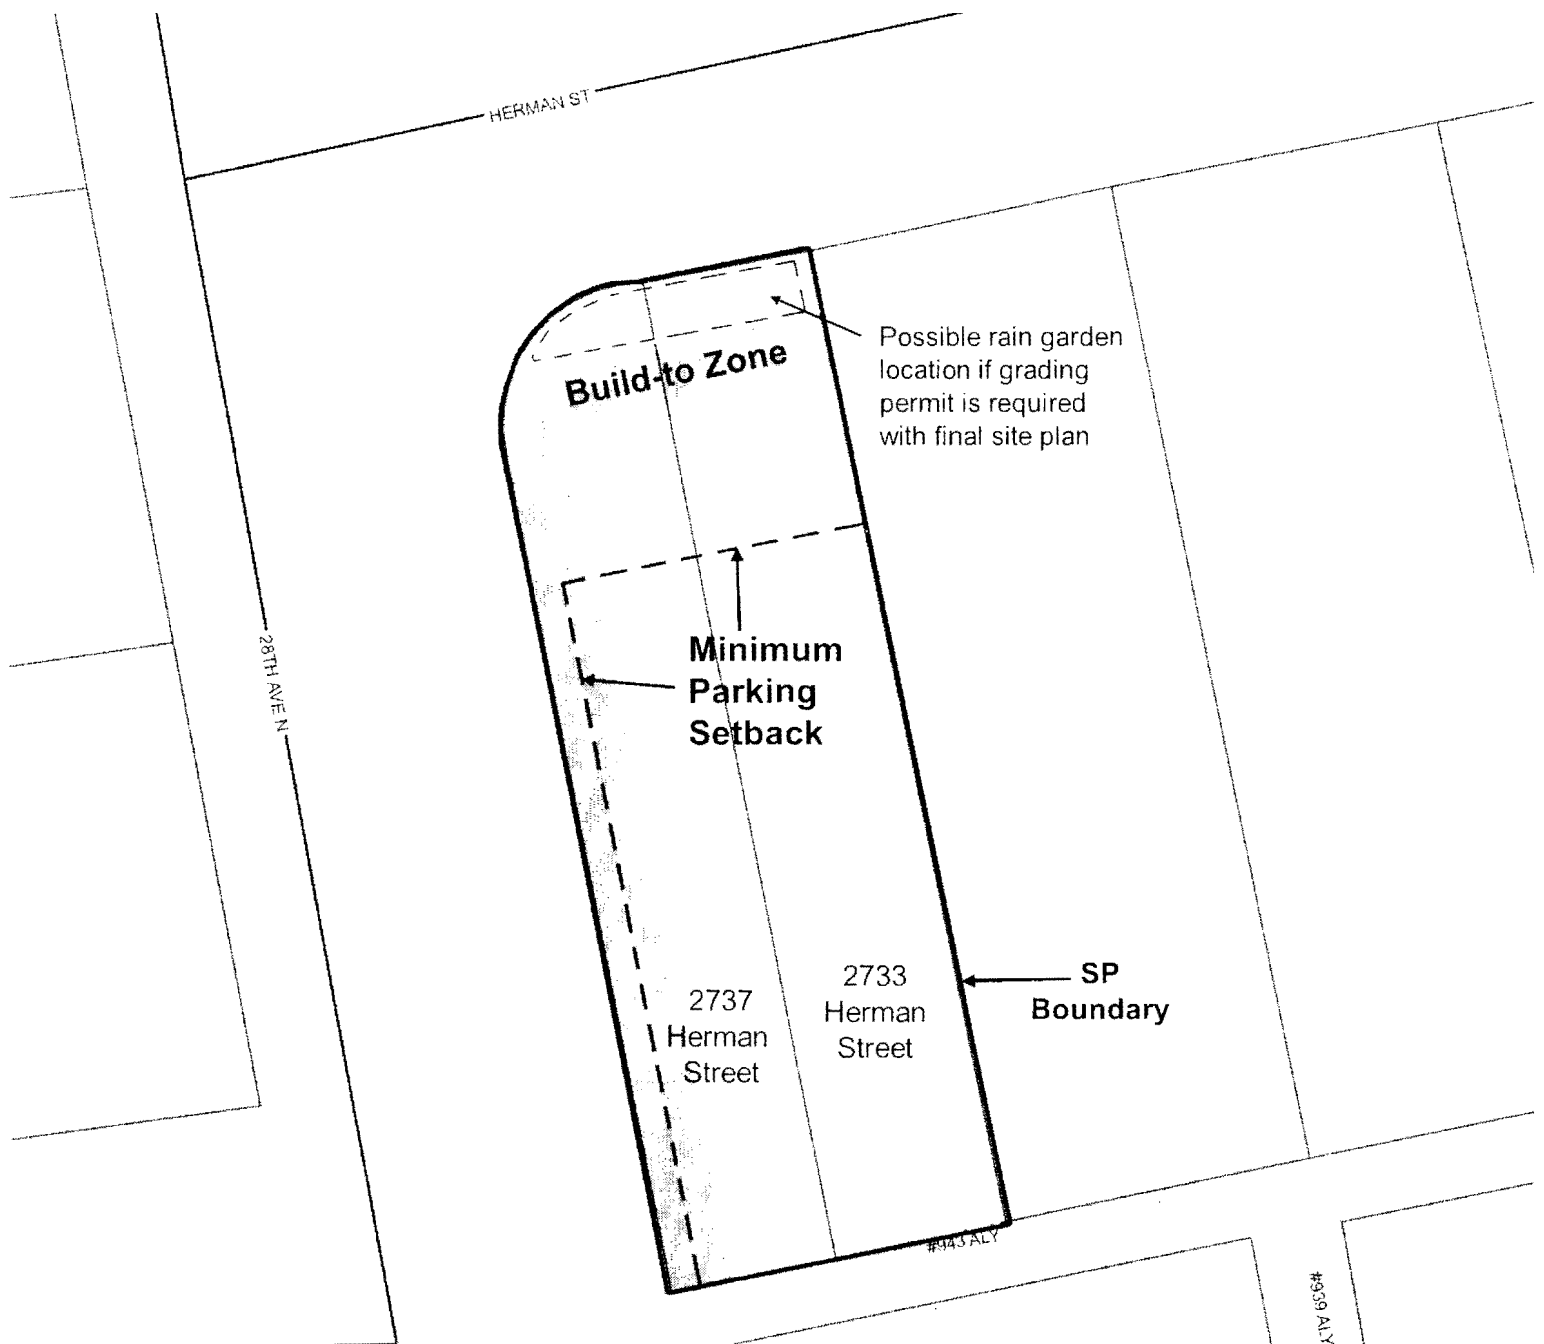 HERMAN ST
Possible rain garden
location if grading
permit is required
with final site plan
Build-to Zone
28TH AVE N
Minimum
Parking
Setback
2737
Herman
Street
2733
Herman
Street
SP
Boundary
#943 ALY
#939 ALY